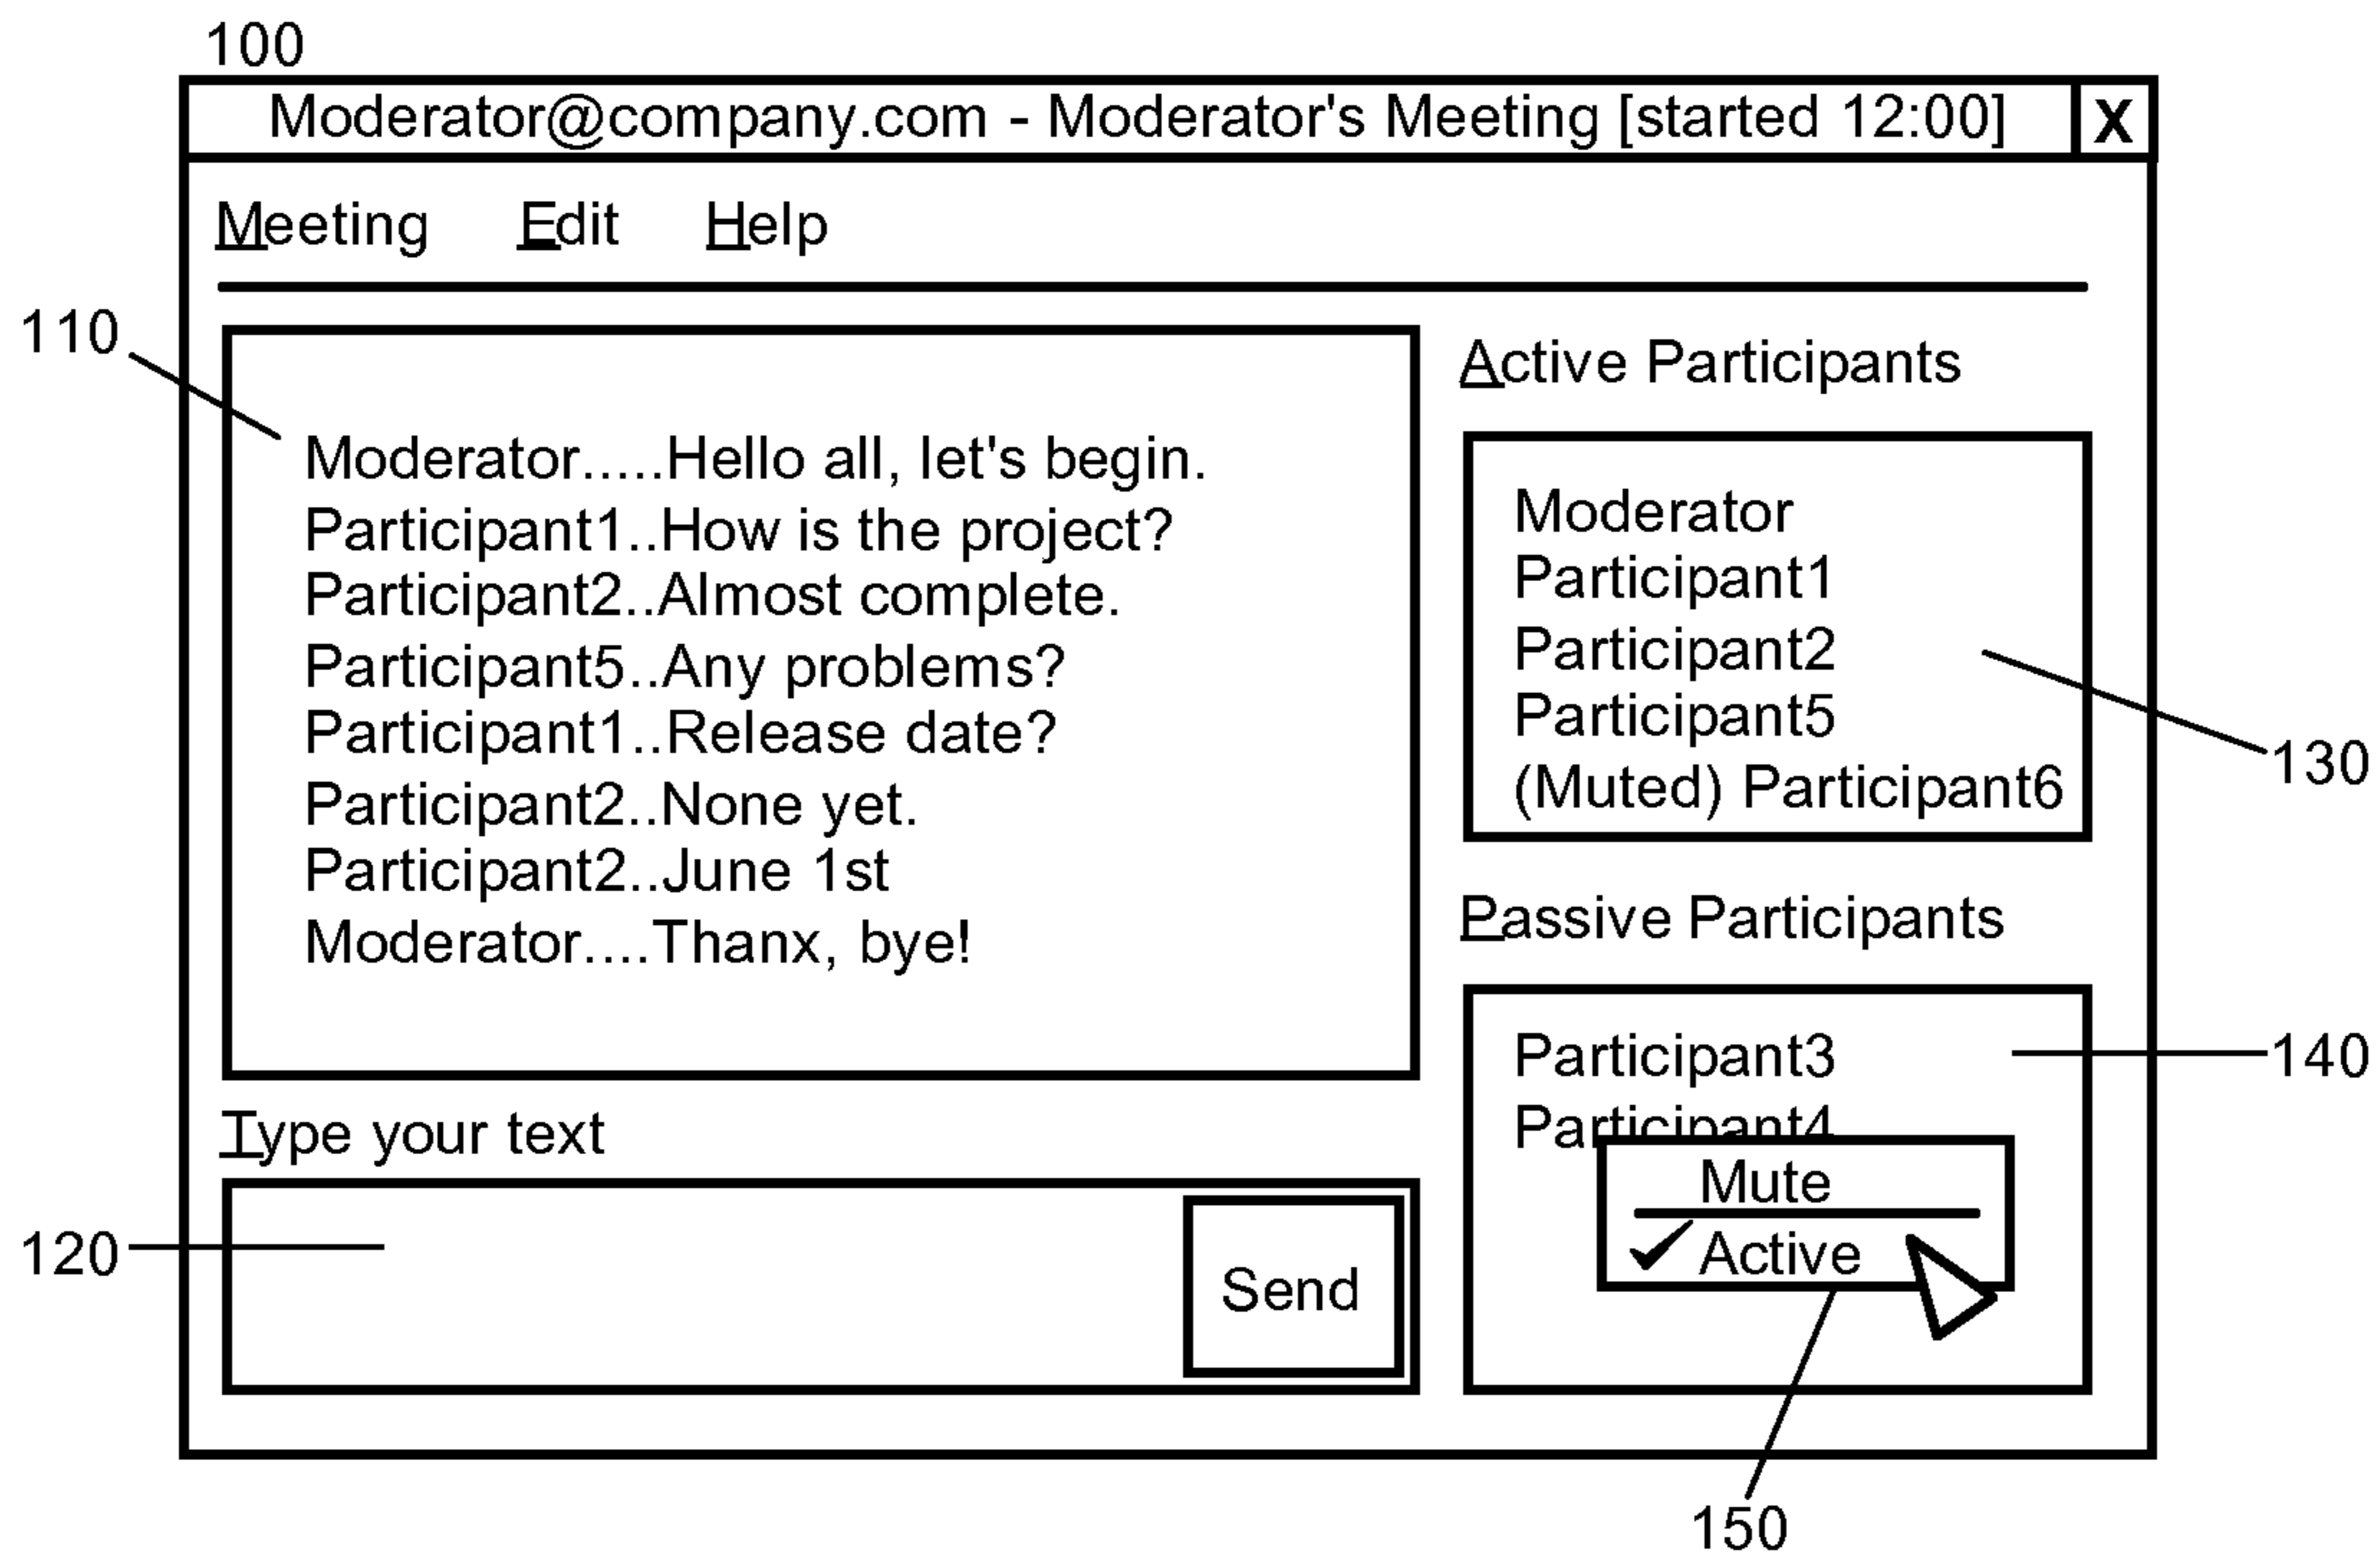 100
Moderator@company.com - Moderator's Meeting [started 12:00] X
Meeting Edit Help
110
Moderator.....Hello all, let's begin.
Participant1..How is the project?
Participant2..Almost complete.
Participant5..Any problems?
Participant1..Release date?
Participant2..None yet.
Participant2..June 1st
Moderator....Thanx, bye!
Type your text
120
Send
Active Participants
Moderator
Participant1
Participant2
Participant5
(Muted) Participant6
130
Passive Participants
Participant3
Participant4
140
Mute
Active
150